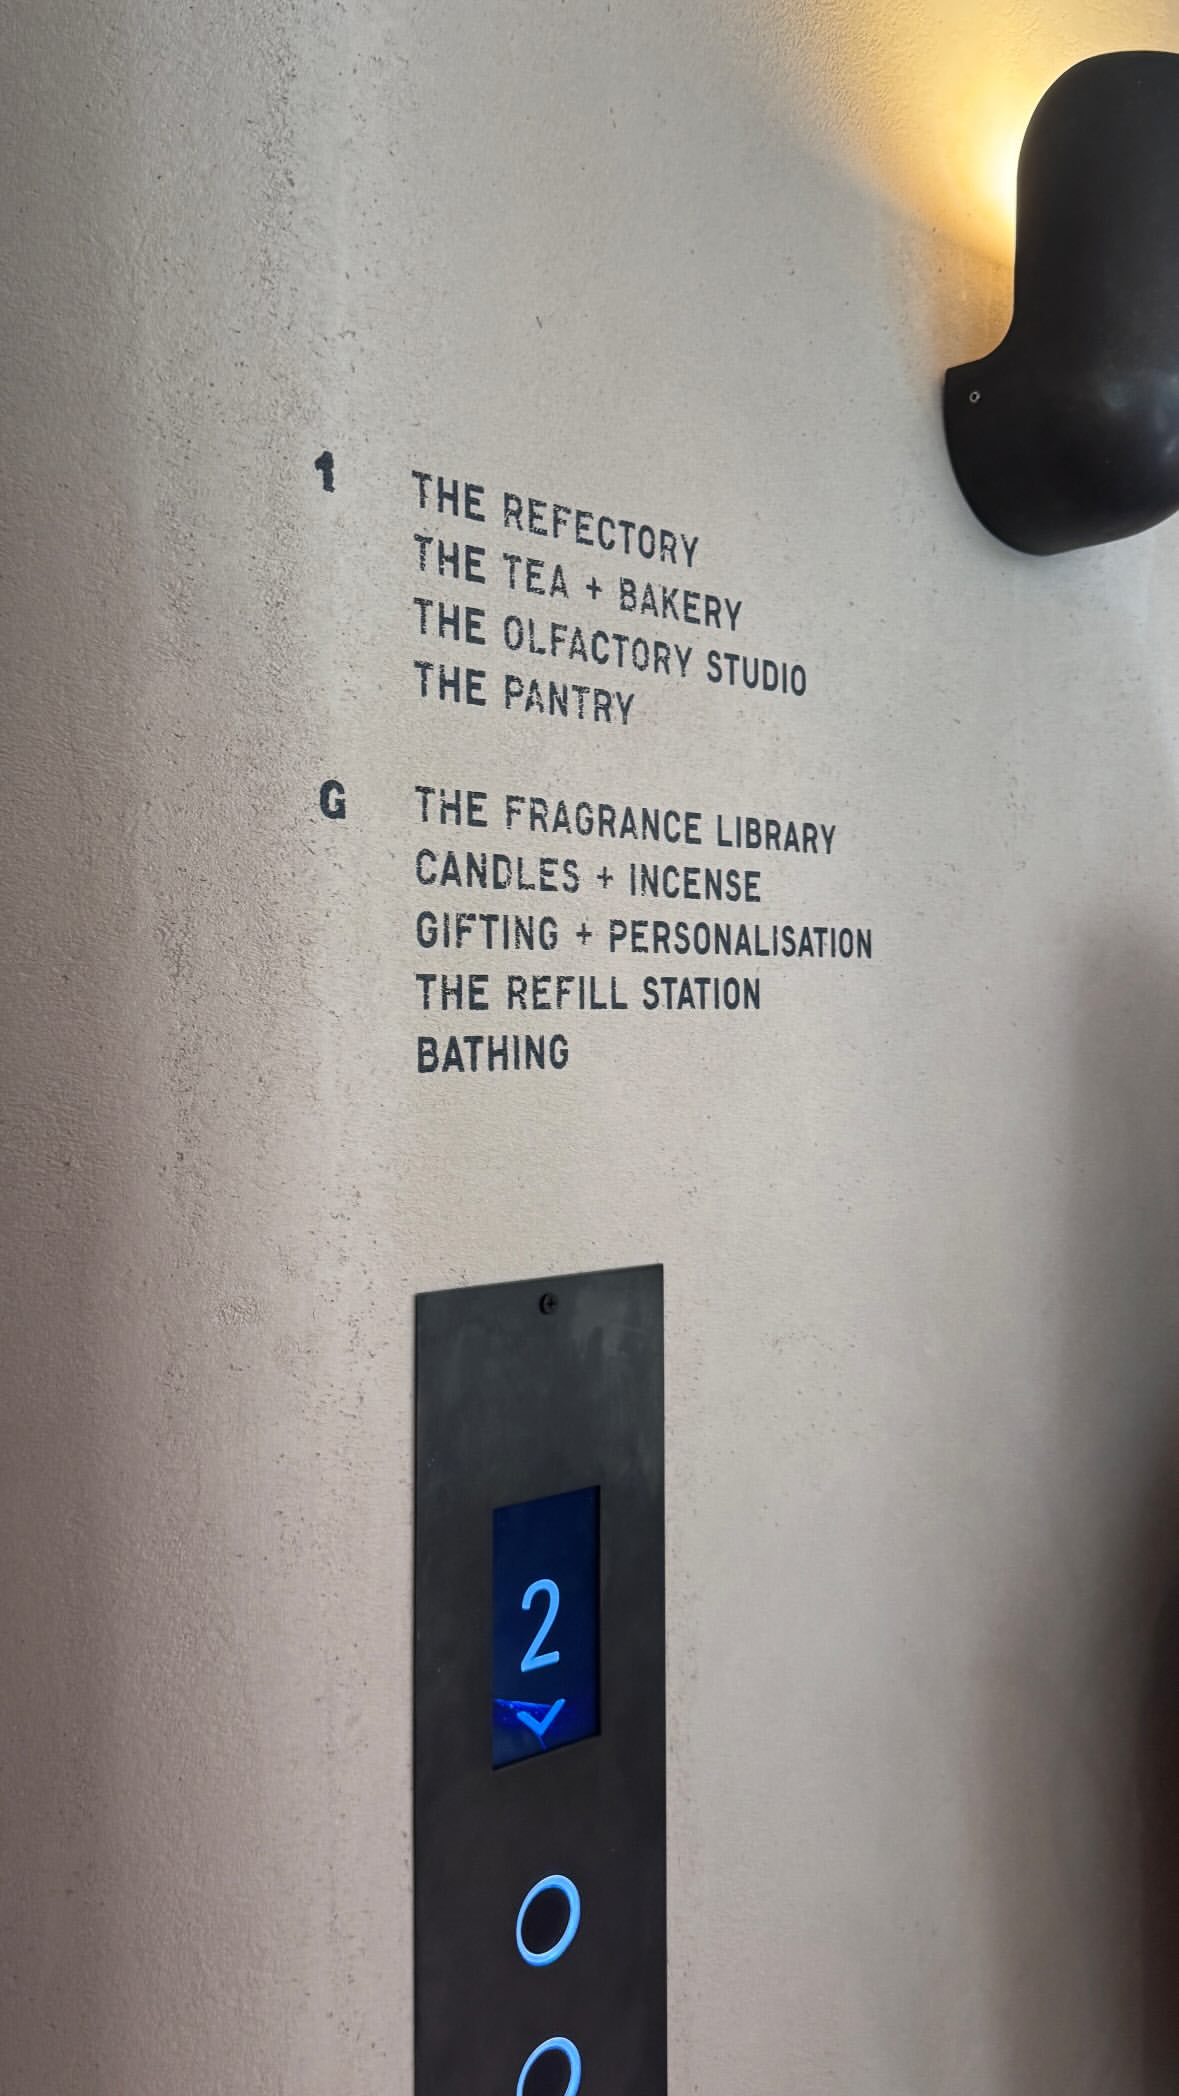 1 THE REFECTORY
THE TEA + BAKERY
THE OLFACTORY STUDIO
THE PANTRY
G THE FRAGRANCE LIBRARY
CANDLES + INCENSE
GIFTING + PERSONALISATION
THE REFILL STATION
BATHING
2